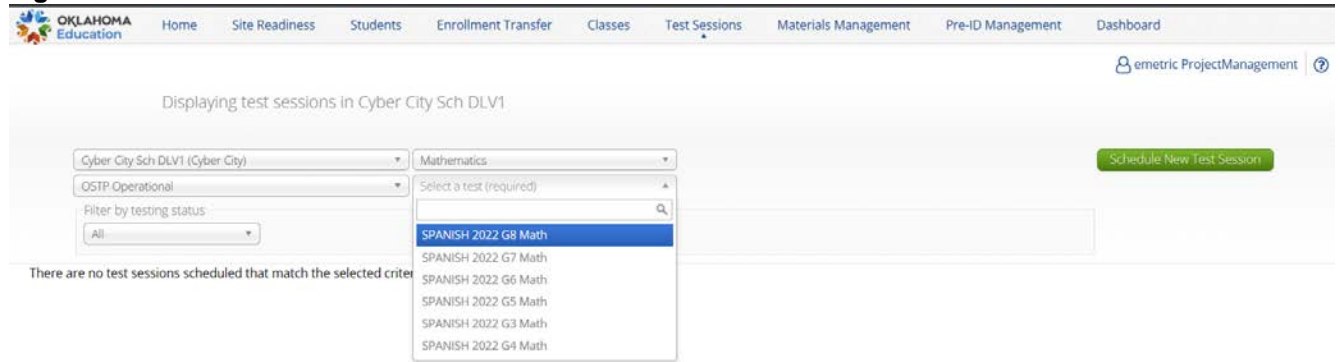 OKLAHOMA
Education
Home Site Readiness Students Enrollment Transfer Classes Test Sessions Materials Management Pre-ID Management Dashboard
emetric ProjectManagement
Displaying test sessions in Cyber City Sch DLV1
Cyber City Sch DLV1 (Cyber City) Mathematics Schedule New Test Session
OSTP Operational Select a test (required)
Filter by testing status
All
SPANISH 2022 G8 Math
SPANISH 2022 G7 Math
There are no test sessions scheduled that match the selected criter
SPANISH 2022 G6 Math
SPANISH 2022 G5 Math
SPANISH 2022 G3 Math
SPANISH 2022 G4 Math